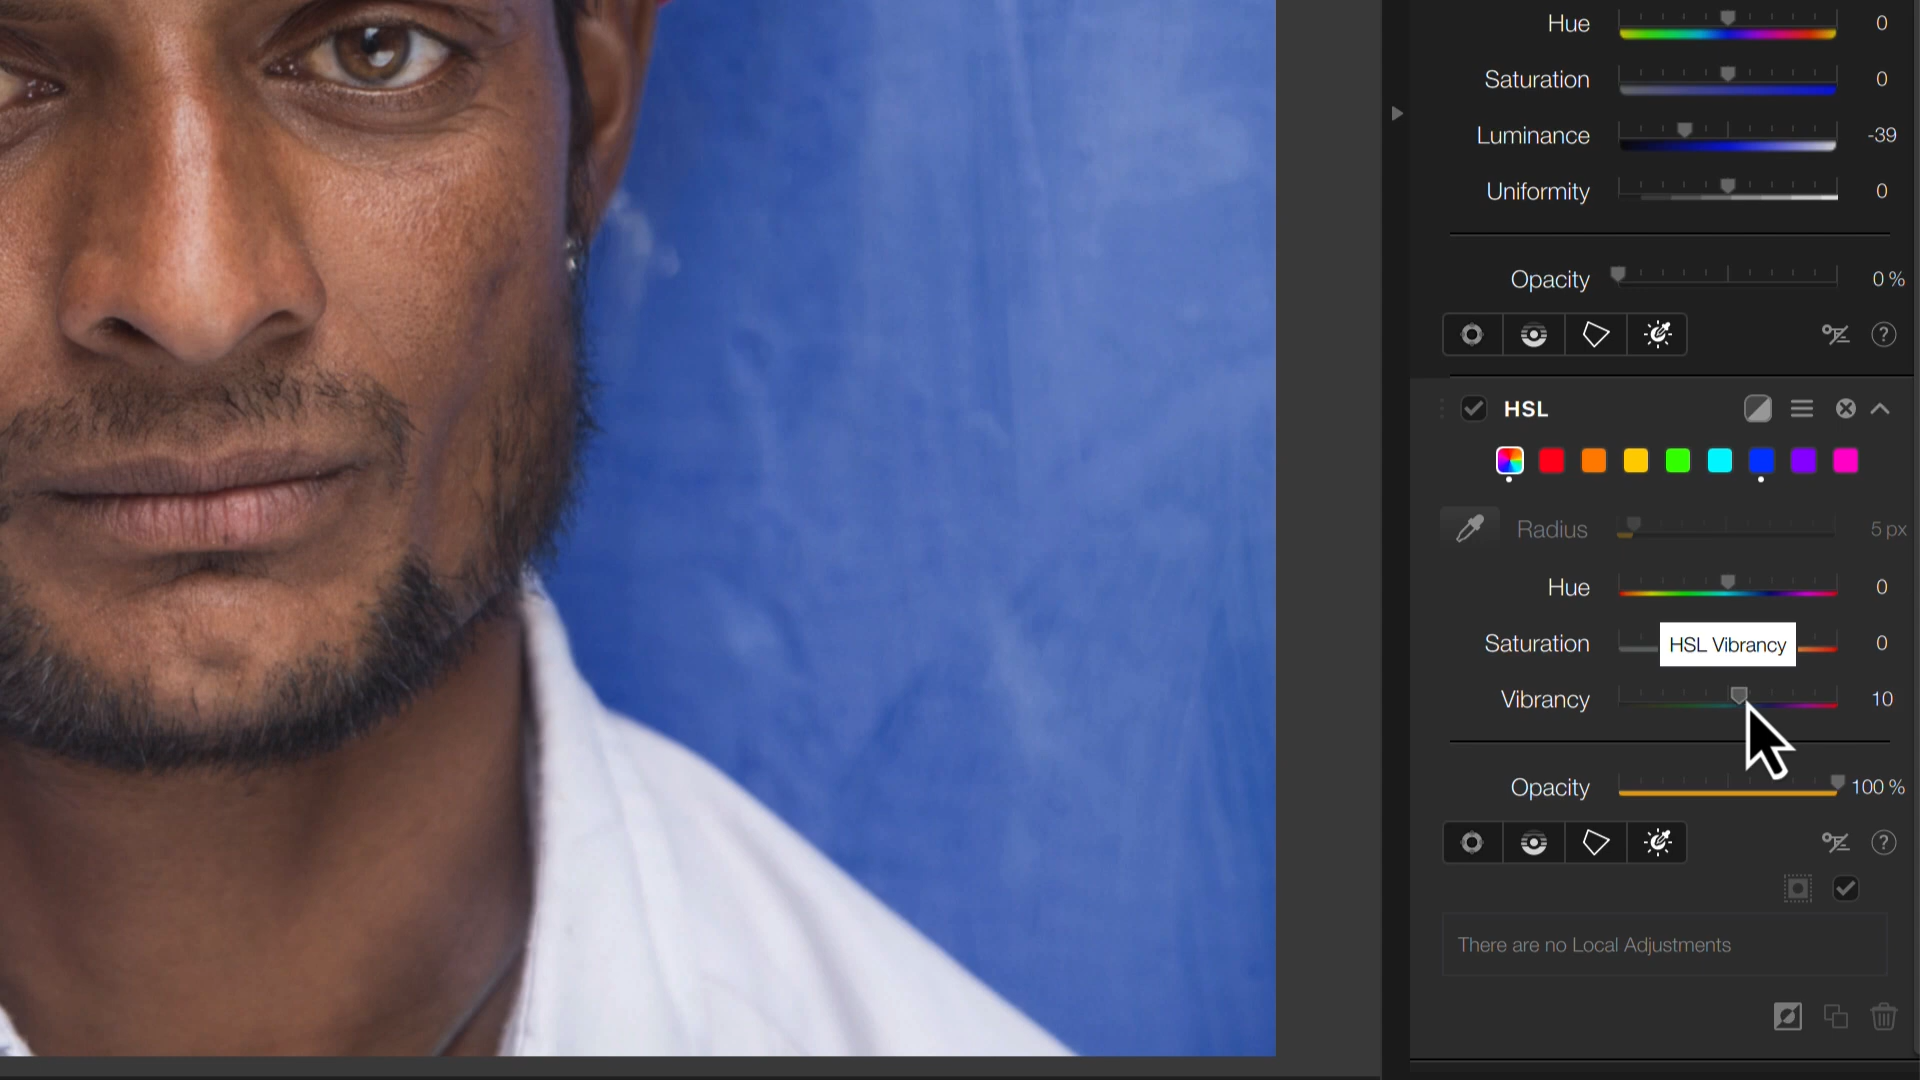 Hue 0
Saturation 0
Luminance -39
Uniformity 0
Opacity 0 %
?
HSL
Radius 5 px
Hue 0
Saturation HSL Vibrancy 0
Vibrancy 10
Opacity 100 %
?
There are no Local Adjustments